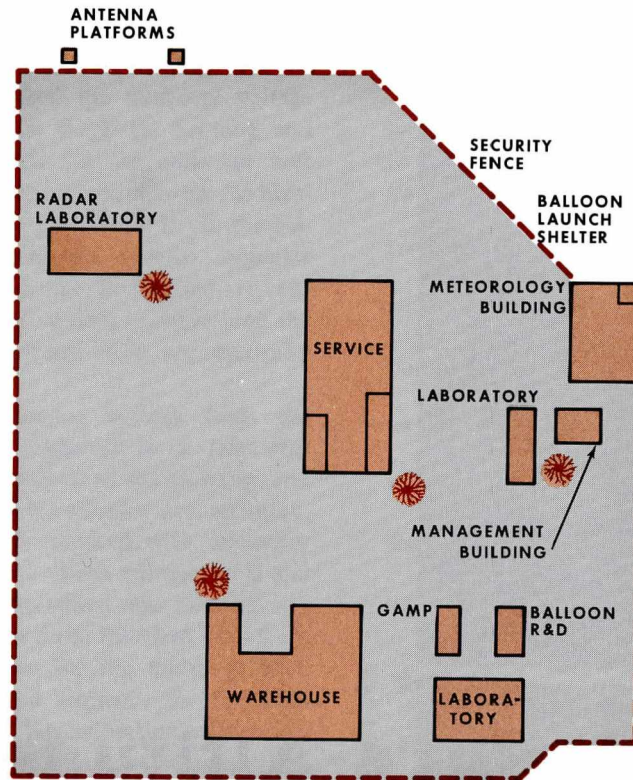 ANTENNA
PLATFORMS
SECURITY
FENCE
BALLOON
LAUNCH
SHELTER
RADAR
LABORATORY
METEOROLOGY
BUILDING
SERVICE
LABORATORY
MANAGEMENT
BUILDING
GAMP
BALLOON
R&D
WAREHOUSE
LABORA-
TORY